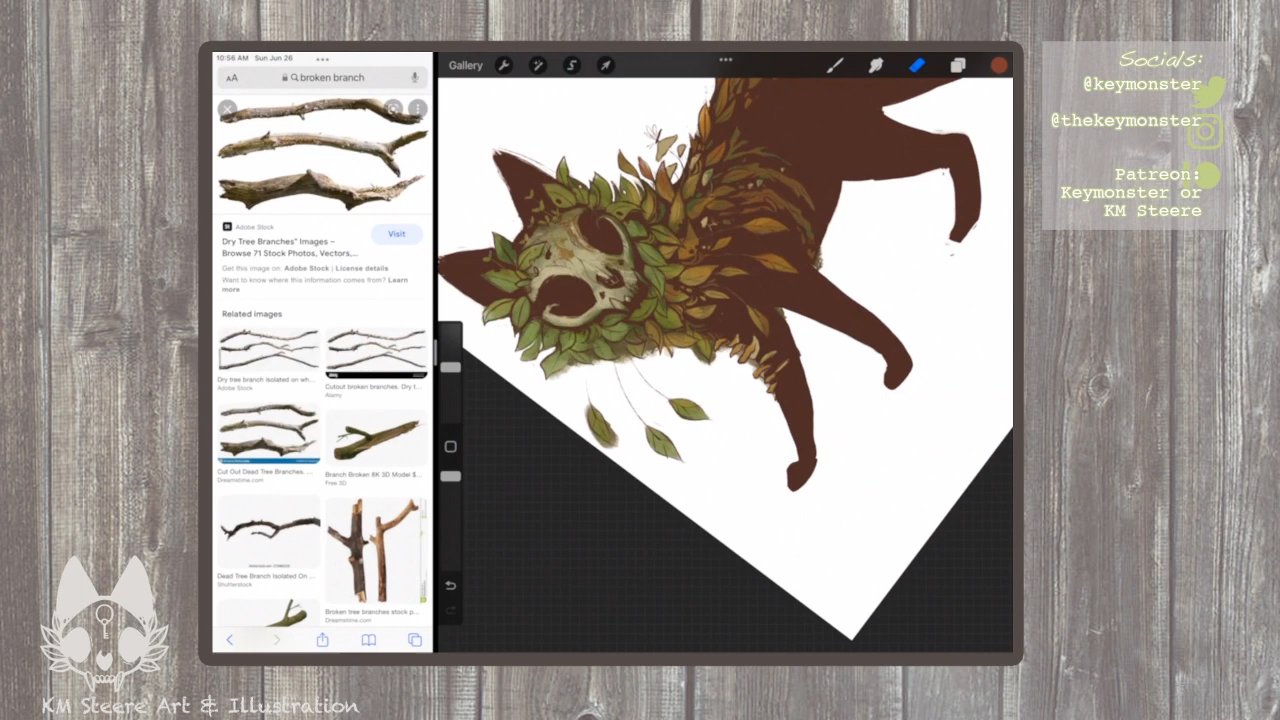 10:56 AM Sun Jun 26
AA broken branch
Adobe Stock
Dry Tree Branches" Images –
Browse 71 Stock Photos, Vectors,...
Visit
Get this image on: Adobe Stock | License details
Want to know where this information comes from? Learn
more
Related images
Dry tree branch isolated on wh...
Adobe Stock
Cutout broken branches. Dry t...
Alamy
Cut Out Dead Tree Branches. ...
Dreamstime.com
Branch Broken 8K 3D Model $...
Free 3D
Dead Tree Branch Isolated On ...
Shutterstock
Broken tree branches stock p...
Dreamstime.com
Gallery
Socials:
@keymonster
@thekeymonster
Patreon:
Keymonster or
KM Steere
KM Steere Art & Illustration